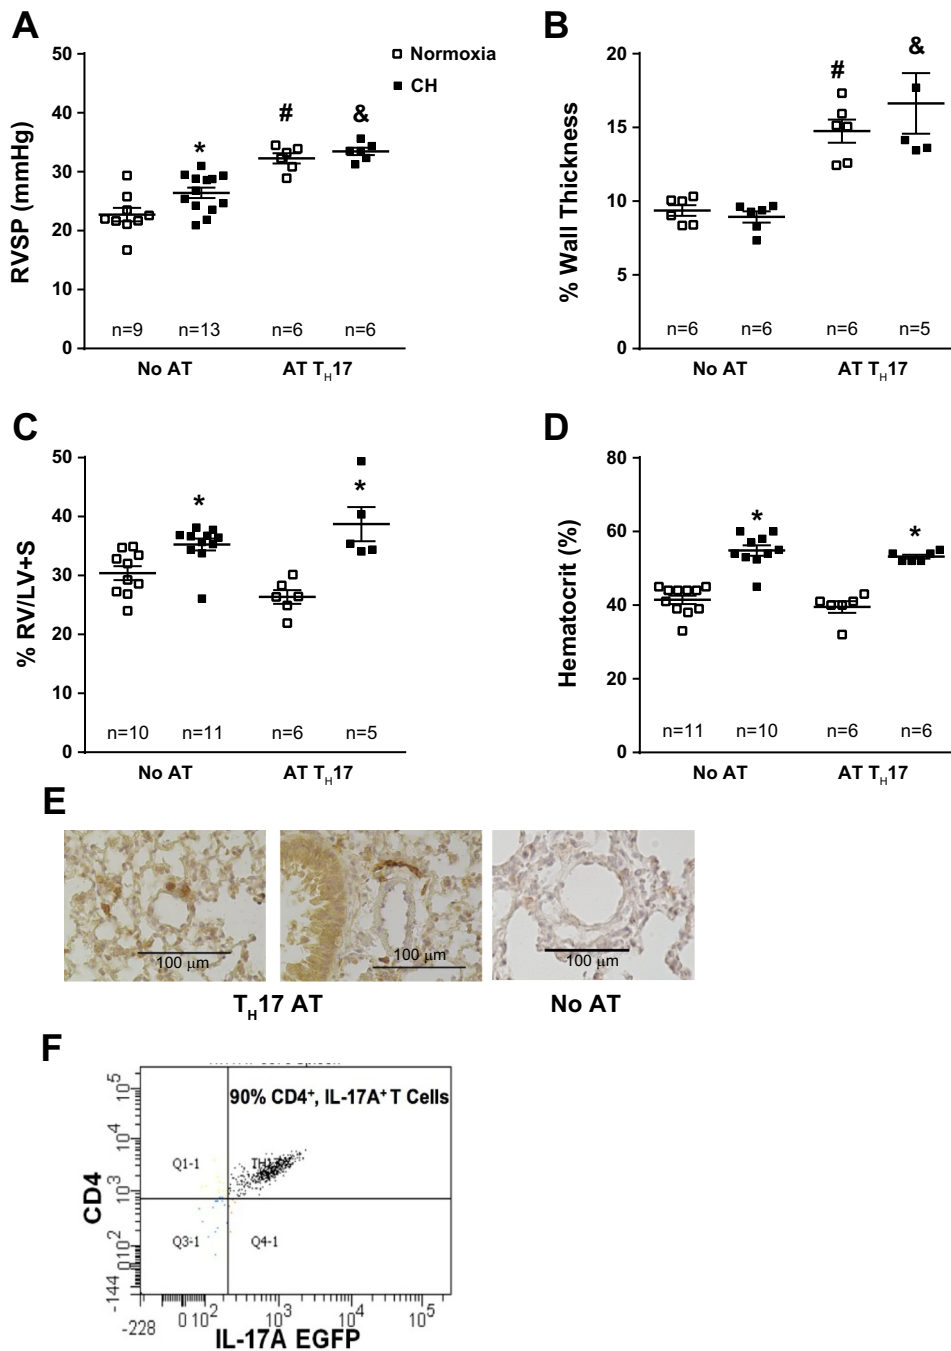 A
50
40
30
20
10
0
RVSP (mmHg)
Normoxia
CH
*
#
&
n=9
n=13
n=6
n=6
No AT
AT TH17
B
20
15
10
5
0
% Wall Thickness
#
&
n=6
n=6
n=6
n=5
No AT
AT TH17
C
50
40
30
20
10
0
% RV/LV+S
*
*
n=10
n=11
n=6
n=5
No AT
AT TH17
D
80
60
40
20
0
Hematocrit (%)
*
*
n=11
n=10
n=6
n=6
No AT
AT TH17
E
100 μm
100 μm
100 μm
TH17 AT
No AT
F
90% CD4+, IL-17A+ T Cells
Q1-1
Q3-1
Q4-1
CD4
10^5
10^4
10^3
0 10^2
-144
-228
0 10^2
10^3
10^4
10^5
IL-17A EGFP